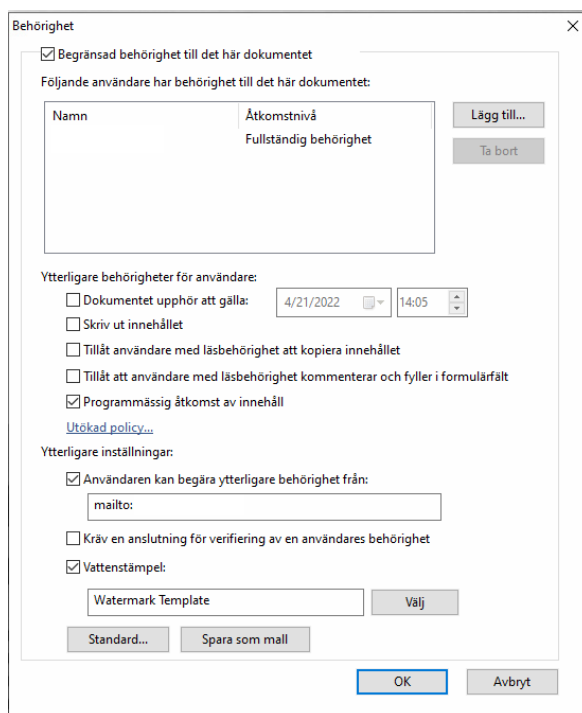 Behörighet
Begränsad behörighet till det här dokumentet
Följande användare har behörighet till det här dokumentet:
Namn Åtkomstnivå
Fullständig behörighet
Lägg till...
Ta bort
Ytterligare behörigheter för användare:
Dokumentet upphör att gälla: 4/21/2022 14:05
Skriv ut innehållet
Tillåt användare med läsbehörighet att kopiera innehållet
Tillåt att användare med läsbehörighet kommenterar och fyller i formulärfält
Programmässig åtkomst av innehåll
Utökad policy...
Ytterligare inställningar:
Användaren kan begära ytterligare behörighet från:
mailto:
Kräv en anslutning för verifiering av en användares behörighet
Vattenstämpel:
Watermark Template Välj
Standard... Spara som mall
OK Avbryt